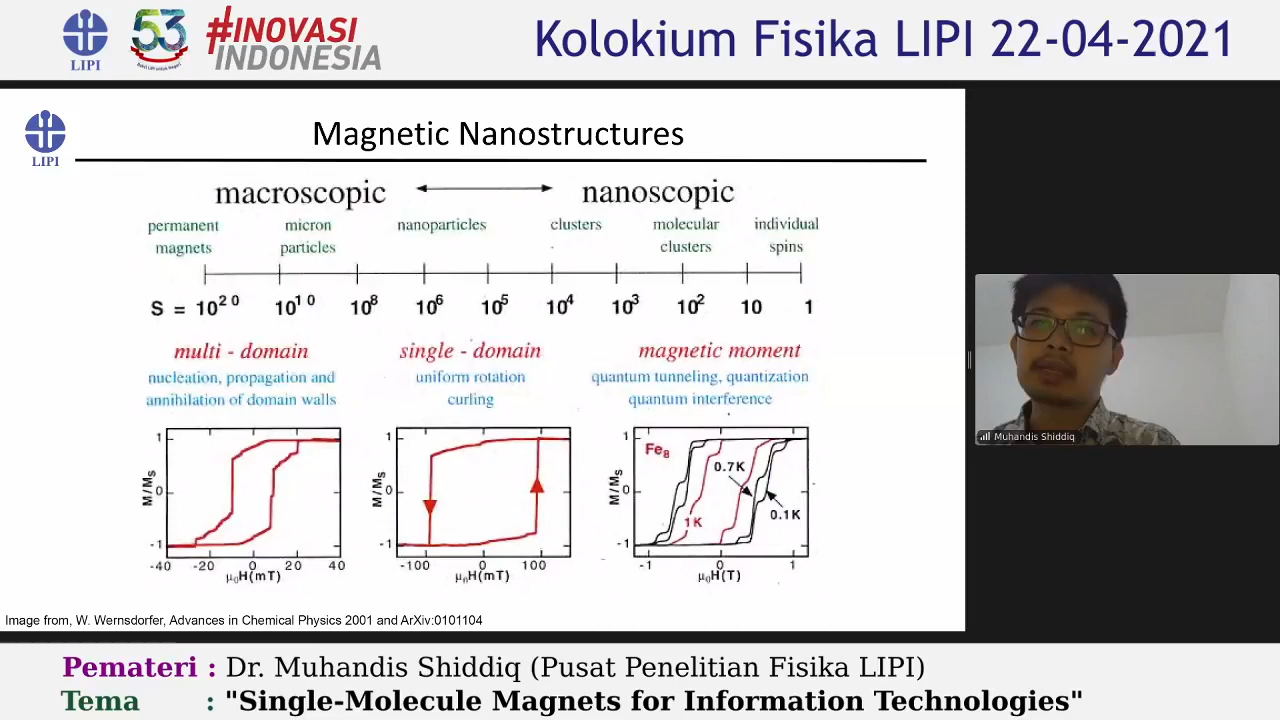 LIPI
53
#INOVASI
INDONESIA
Kolokium Fisika LIPI 22-04-2021
LIPI
Magnetic Nanostructures
macroscopic nanoscopic
permanent magnets
micron particles
nanoparticles
clusters
molecular clusters
individual spins
S = 10²⁰ 10¹⁰ 10⁸ 10⁶ 10⁵ 10⁴ 10³ 10² 10 1
multi - domain
nucleation, propagation and
annihilation of domain walls
single - domain
uniform rotation
curling
magnetic moment
quantum tunneling, quantization
quantum interference
M/Ms
1
0
-1
-40 -20 0 20 40
µ₀H(mT)
M/Ms
1
0
-1
-100 0 100
µ₀H(mT)
M/Ms
1
0
-1
Fe₈
0.7K
1K
0.1K
-1 0 1
µ₀H(T)
Image from, W. Wernsdorfer, Advances in Chemical Physics 2001 and ArXiv:0101104
Muhandis Shiddiq
Pemateri : Dr. Muhandis Shiddiq (Pusat Penelitian Fisika LIPI)
Tema : "Single-Molecule Magnets for Information Technologies"